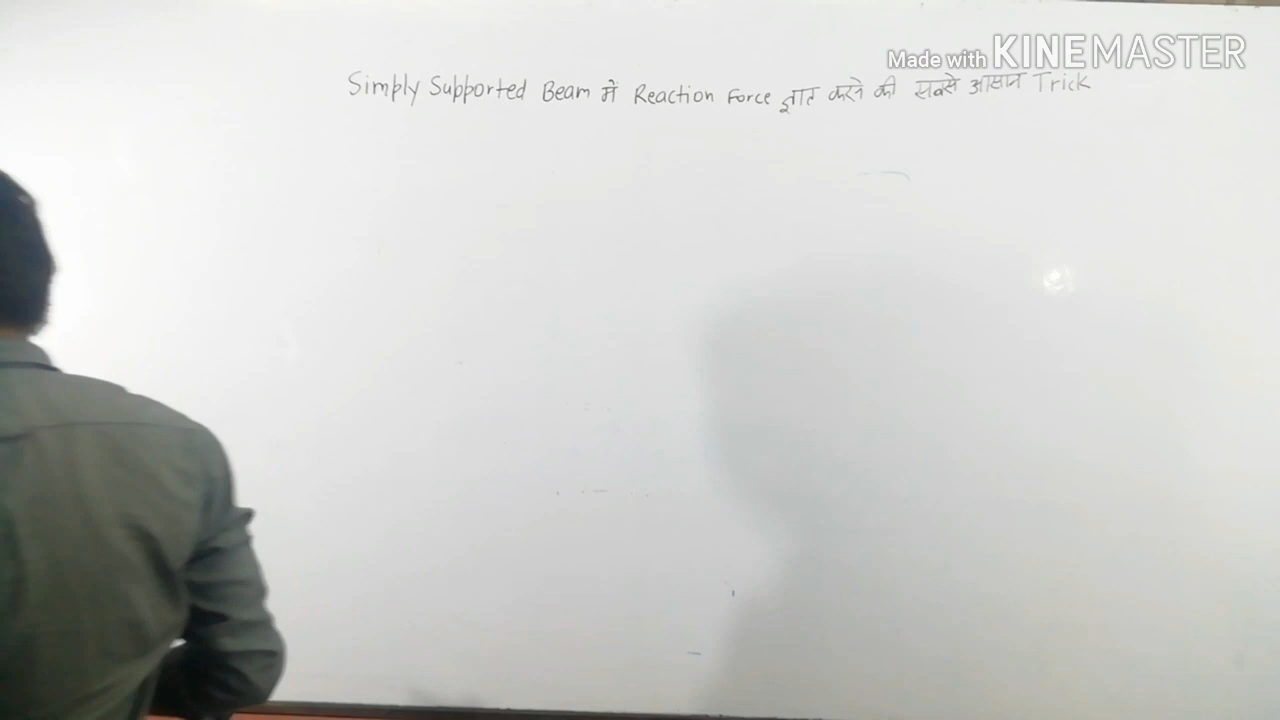 Made with KINEMASTER
Simply Supported Beam में Reaction Force ज्ञात करने की सबसे आसान Trick